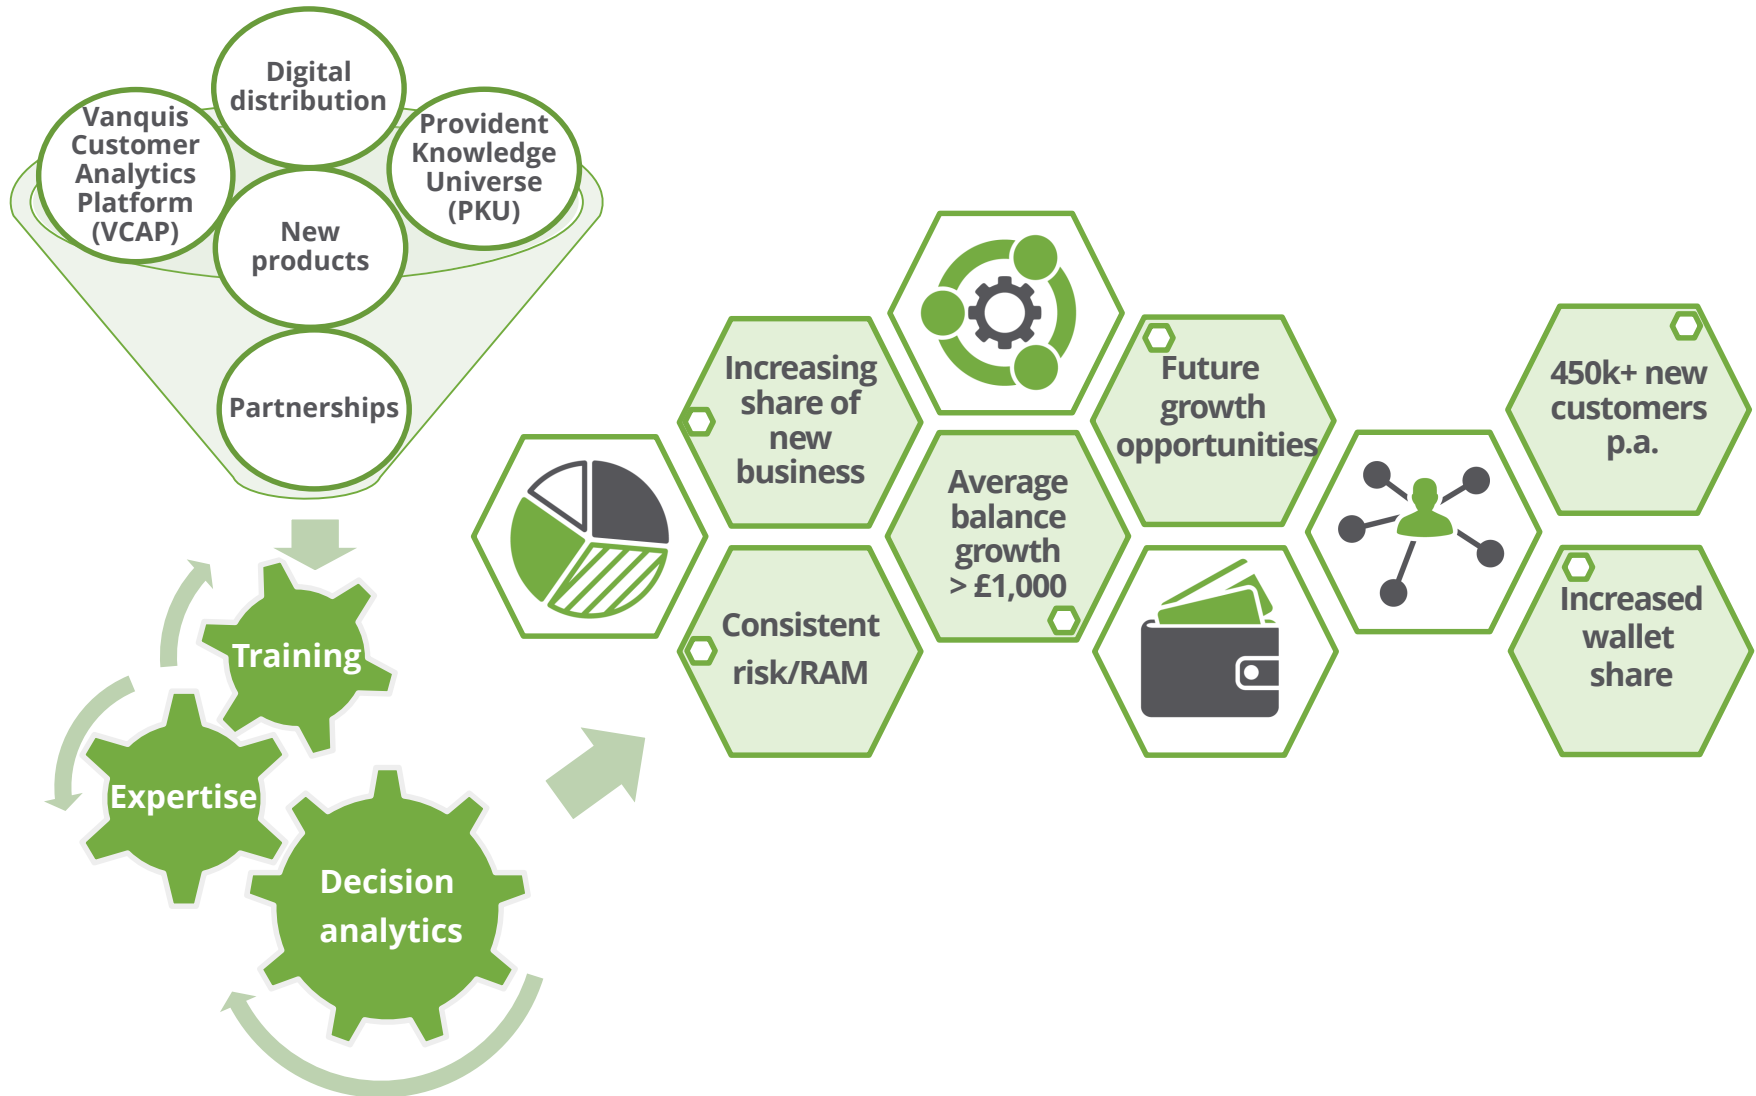 Digital
distribution
Vanquis
Customer
Analytics
Platform
(VCAP)
Provident
Knowledge
Universe
(PKU)
New
products
Partnerships
Training
Expertise
Decision
analytics
Increasing
share of
new
business
Consistent
risk/RAM
Average
balance
growth
> £1,000
Future
growth
opportunities
450k+ new
customers
p.a.
Increased
wallet
share